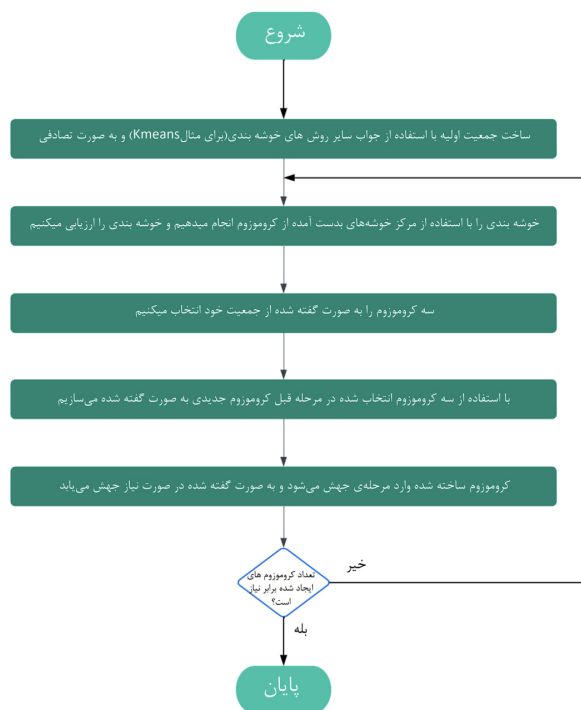 شروع
ساخت جمعیت اولیه با استفاده از جواب سایر روش های خوشه بندی(برای مثالKmeans) و به صورت تصادفی
خوشه بندی را با استفاده از مرکز خوشه‌های بدست آمده از کروموزوم انجام میدهیم و خوشه بندی را ارزیابی میکنیم
سه کروموزوم را به صورت گفته شده از جمعیت خود انتخاب میکنیم
با استفاده از سه کروموزوم انتخاب شده در مرحله قبل کروموزوم جدیدی به صورت گفته شده می‌سازیم
کروموزوم ساخته شده وارد مرحله‌ی جهش می‌شود و به صورت گفته شده در صورت نیاز جهش می‌یابد
تعداد کروموزوم های
ایجاد شده برابر نیاز
است؟
خیر
بله
پایان